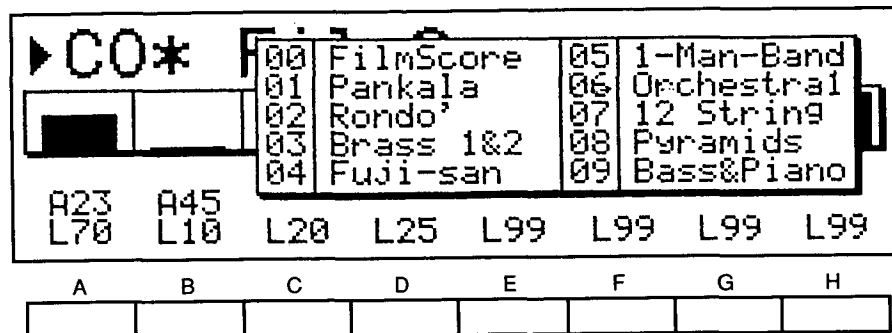 ▶CO*
00 FilmScore 05 1-Man-Band
01 Pankala 06 Orchestral
02 Rondo' 07 12 String
03 Brass 1&2 08 Pyramids
04 Fuji-san 09 Bass&Piano
A23 A45
L70 L10 L20 L25 L99 L99 L99 L99
A B C D E F G H